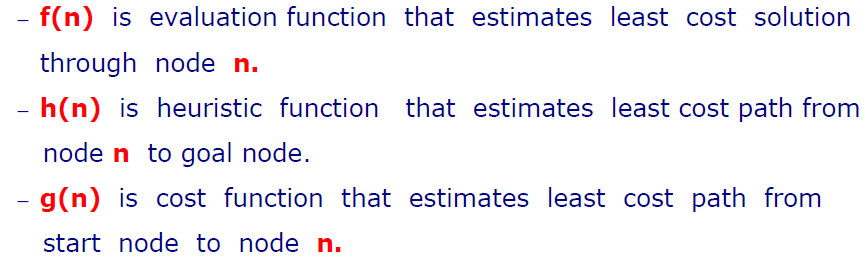 – f(n) is evaluation function that estimates least cost solution
through node n.
– h(n) is heuristic function that estimates least cost path from
node n to goal node.
– g(n) is cost function that estimates least cost path from
start node to node n.